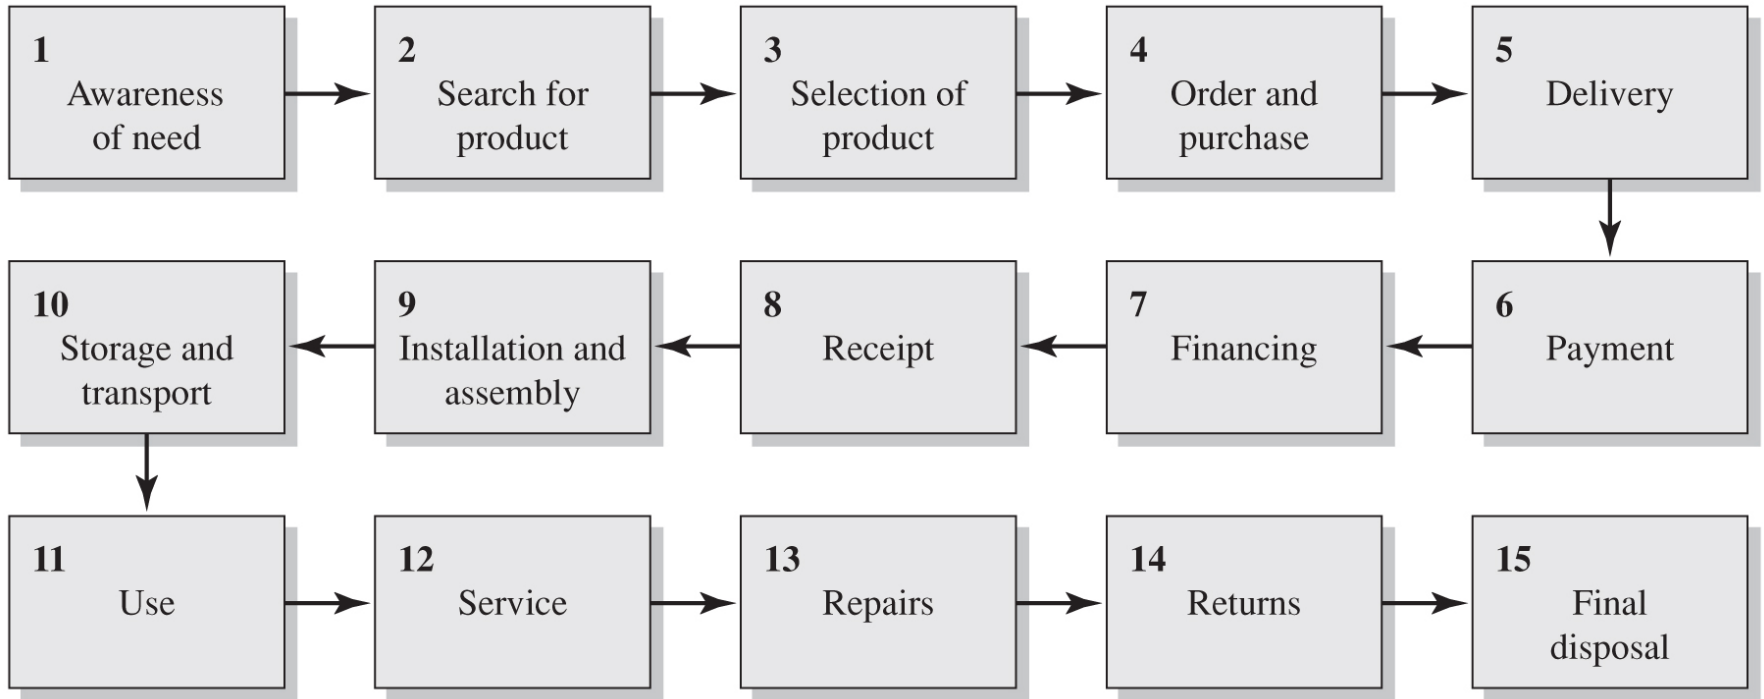 1
Awareness
of need
2
Search for
product
3
Selection of
product
4
Order and
purchase
5
Delivery
6
Payment
7
Financing
8
Receipt
9
Installation and
assembly
10
Storage and
transport
11
Use
12
Service
13
Repairs
14
Returns
15
Final
disposal